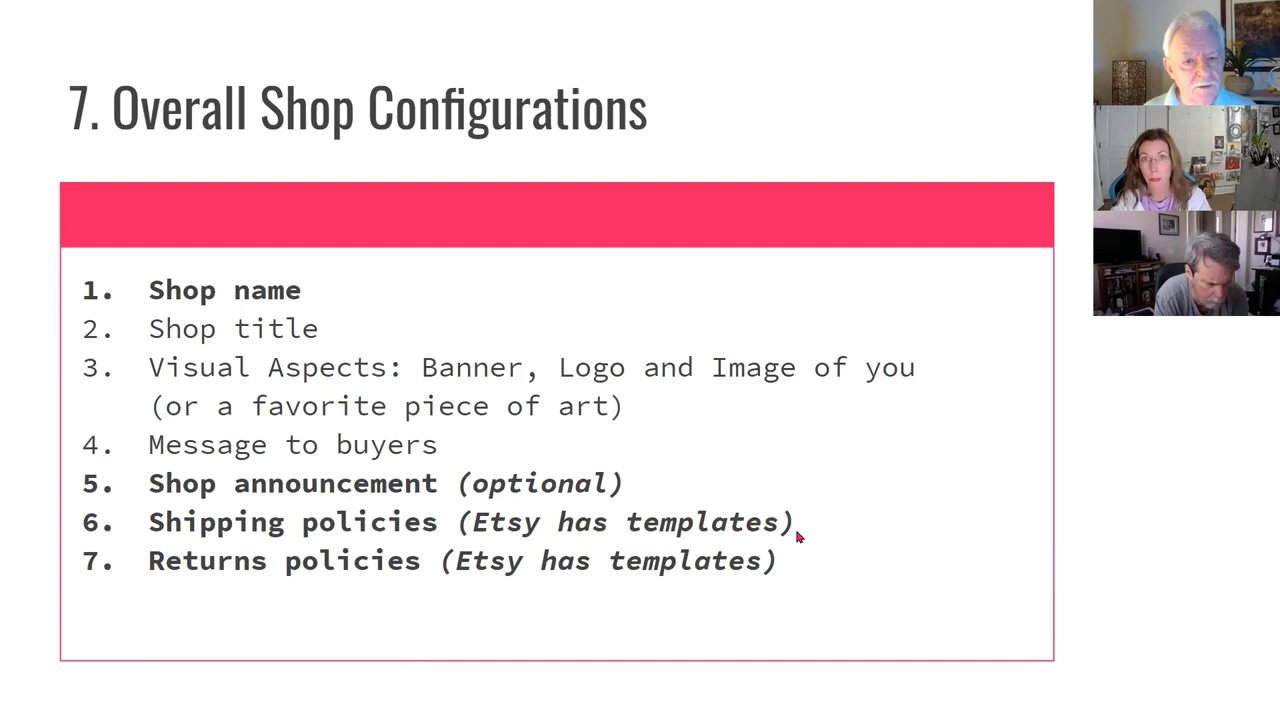 7. Overall Shop Configurations
1. Shop name
2. Shop title
3. Visual Aspects: Banner, Logo and Image of you
(or a favorite piece of art)
4. Message to buyers
5. Shop announcement (optional)
6. Shipping policies (Etsy has templates)
7. Returns policies (Etsy has templates)